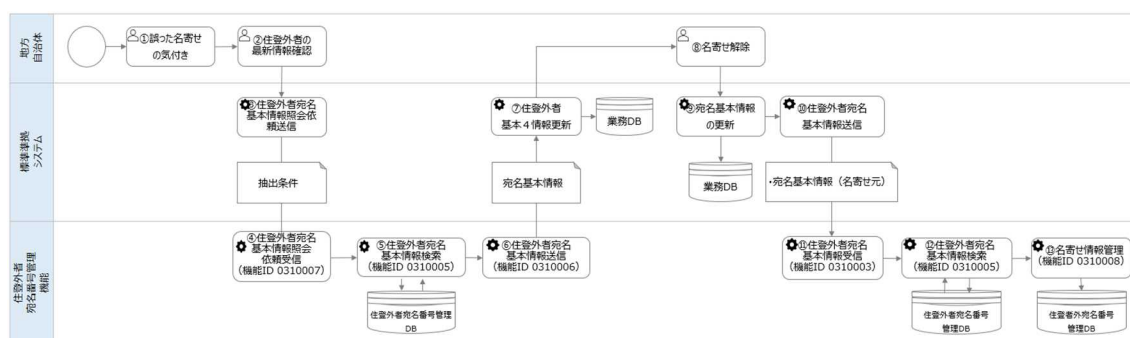 地方
自治体
①誤った名寄せ
の気付き
②住登外者の
最新情報確認
⑧名寄せ解除
標準準拠
システム
③住登外者宛名
基本情報照会依
頼送信
抽出条件
⑦住登外者
基本4情報更新
業務DB
宛名基本情報
⑨宛名基本情報
の更新
業務DB
⑩住登外者宛名
基本情報送信
・宛名基本情報(名寄せ元)
住登外者
宛名番号管理
機能
④住登外者宛名
基本情報照会
依頼受信
(機能ID 0310007)
⑤住登外者宛名
基本情報検索
(機能ID 0310005)
住登外者宛名番号管理
DB
⑥住登外者宛名
基本情報送信
(機能ID 0310006)
⑪住登外者宛名
基本情報受信
(機能ID 0310003)
⑫住登外者宛名
基本情報検索
(機能ID 0310005)
住登外者宛名番号
管理DB
⑬名寄せ情報管理
(機能ID 0310008)
住登者外宛名番号
管理DB